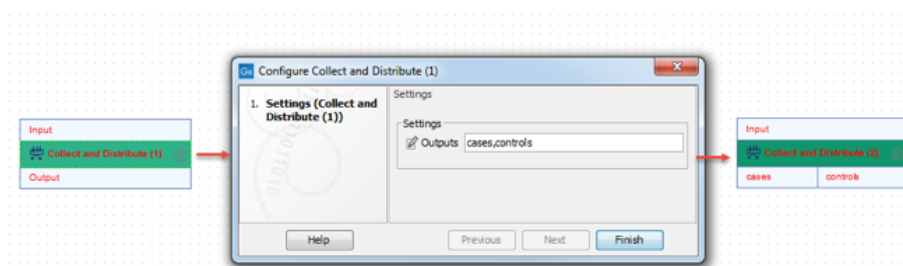 Gx Configure Collect and Distribute (1)
1. Settings (Collect and
Distribute (1))
Settings
Settings
Outputs cases,controls
Help
Previous
Next
Finish
Input
Collect and Distribute (1)
Output
Input
Collect and Distribute (2)
cases controls